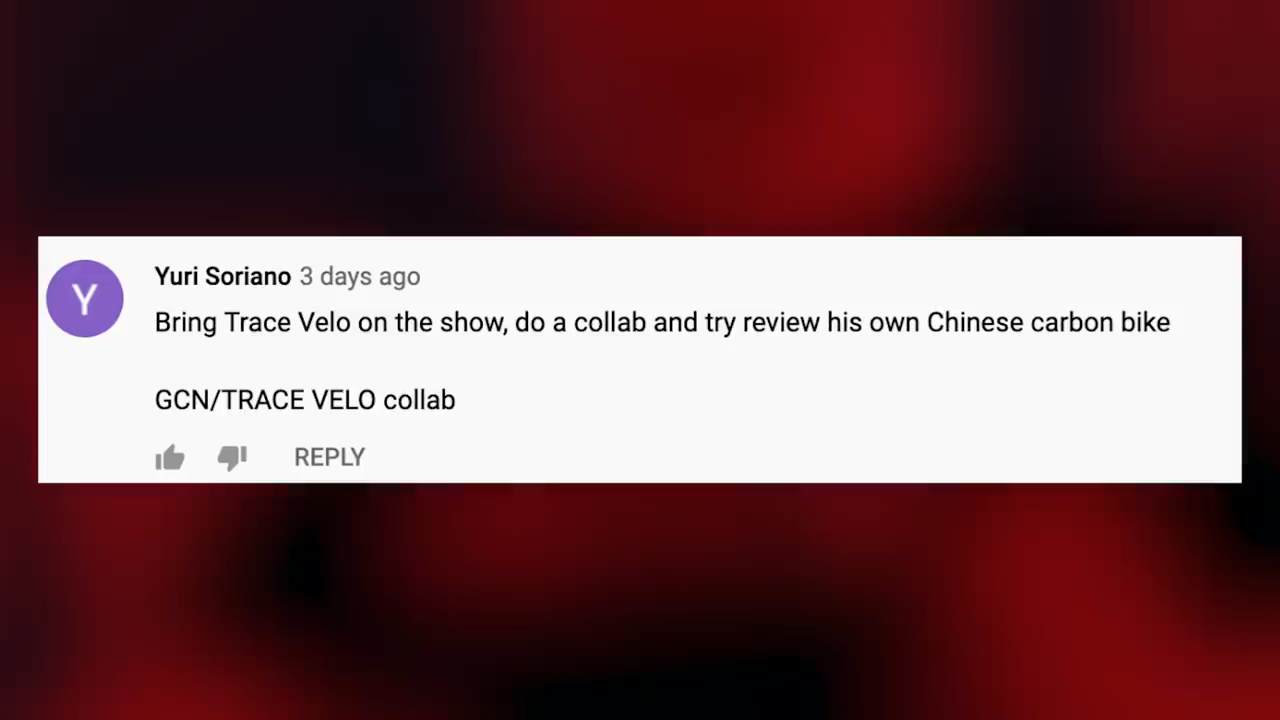 Y
Yuri Soriano 3 days ago
Bring Trace Velo on the show, do a collab and try review his own Chinese carbon bike
GCN/TRACE VELO collab
REPLY